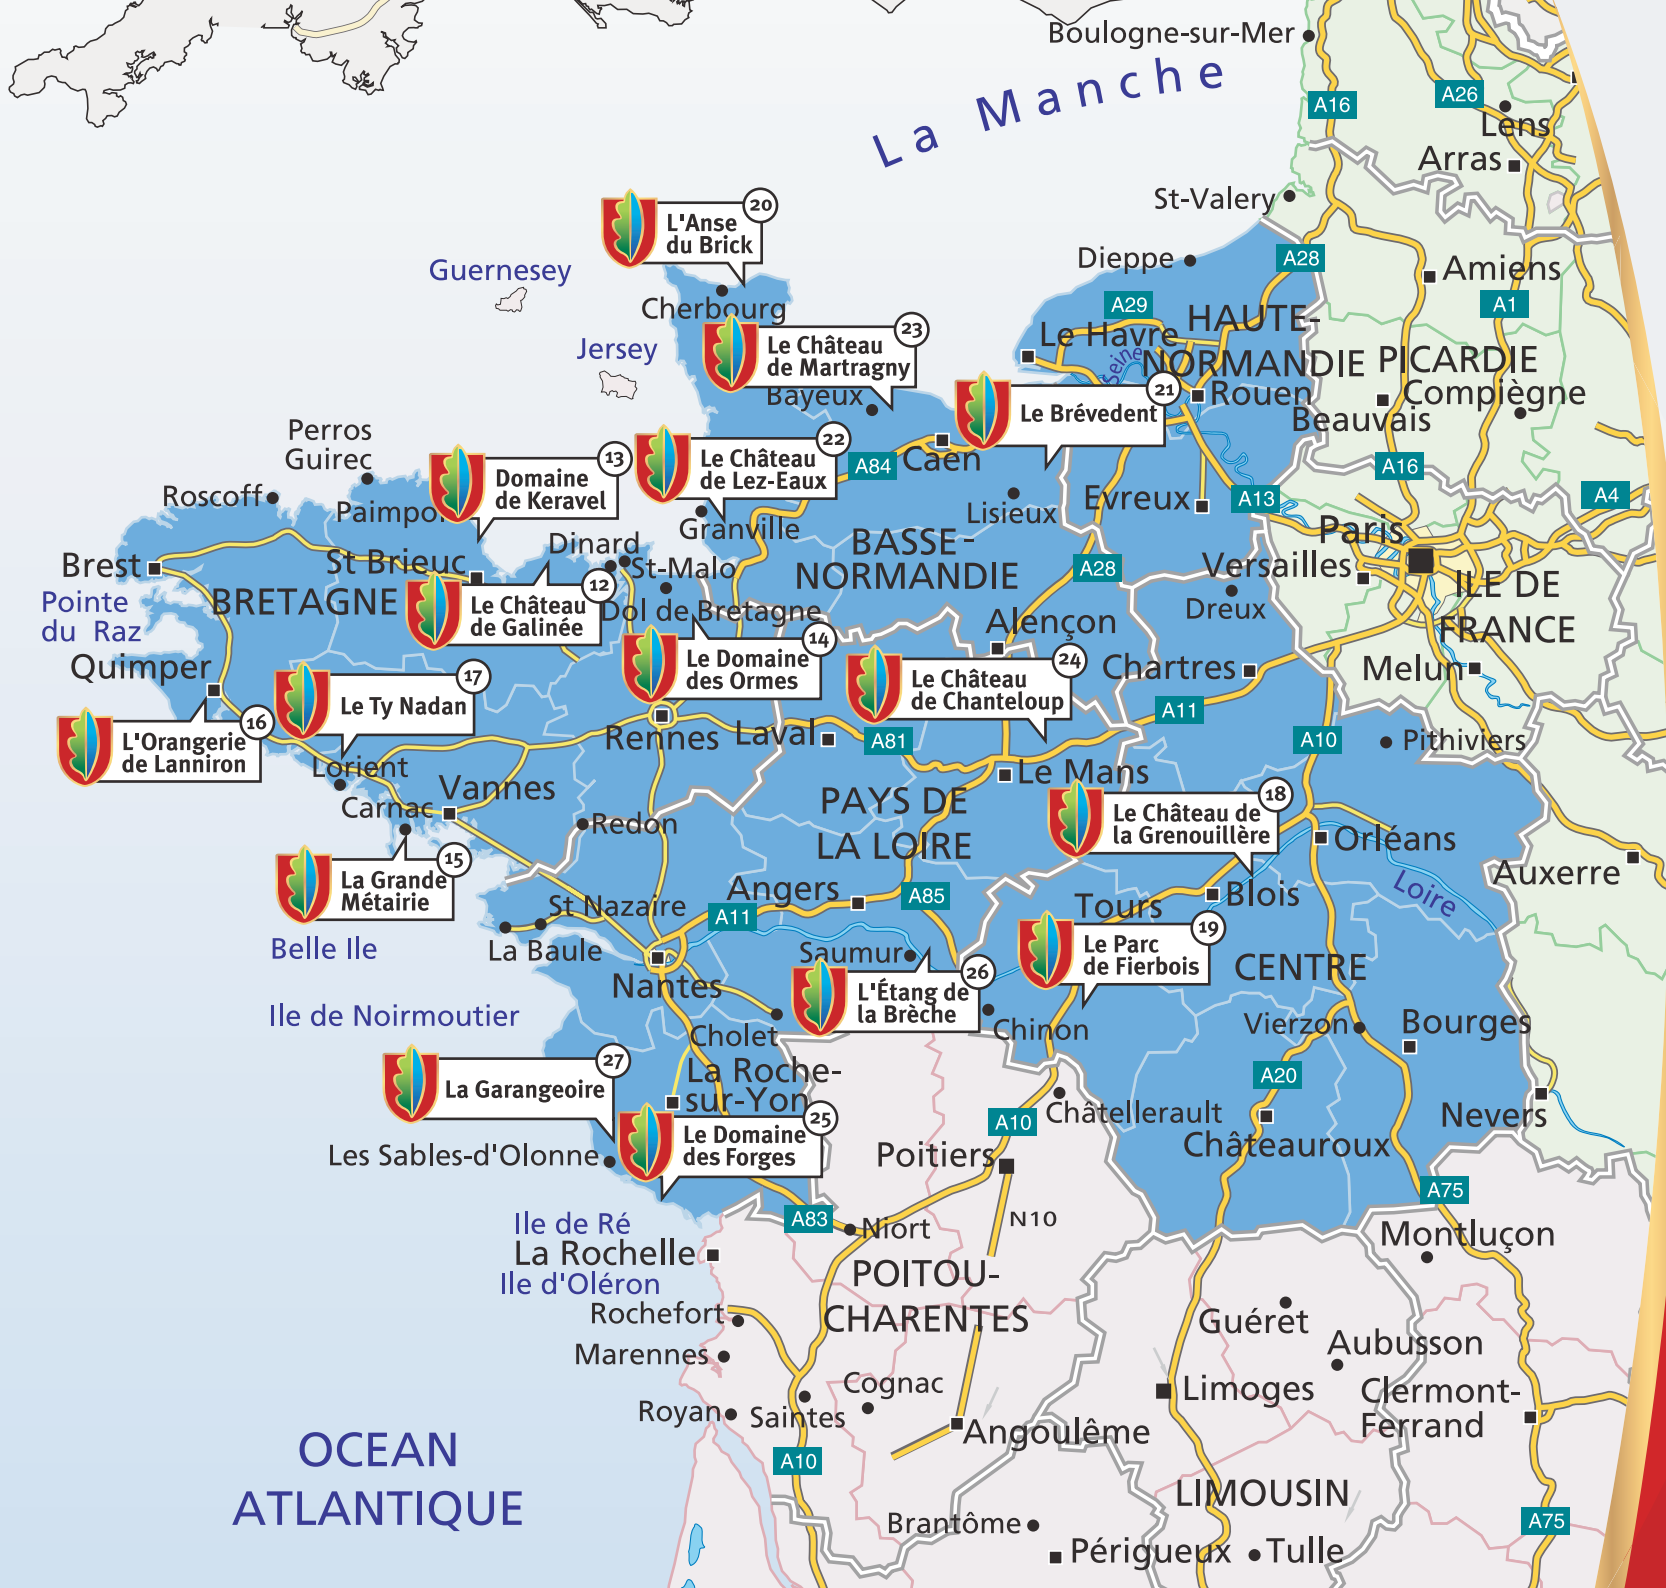 Boulogne-sur-Mer
La Manche
A16
A26
Lens
Arras
St-Valery
20
L'Anse
du Brick
Guernesey
Dieppe
A28
Amiens
Cherbourg
A29
A1
23
Le Château
de Martragny
Jersey
Le Havre
HAUTE-
NORMANDIE
Seine
PICARDIE
Bayeux
21
Le Brévedent
Rouen
Compiègne
Beauvais
Perros
Guirec
13
Domaine
de Keravel
22
Le Château
de Lez-Eaux
A84
Caen
A16
Roscoff
Paimpol
Granville
Lisieux
Evreux
A13
A4
Paris
Brest
St Brieuc
Dinard
St-Malo
BASSE-
NORMANDIE
A28
Versailles
ILE DE
FRANCE
Pointe
du Raz
BRETAGNE
12
Le Château
de Galinée
Dol de Bretagne
Dreux
Alençon
Quimper
14
Le Domaine
des Ormes
24
Le Château
de Chanteloup
Chartres
Melun
17
Le Ty Nadan
A11
16
L'Orangerie
de Lanniron
Rennes
Laval
A81
A10
Pithiviers
Lorient
Vannes
Le Mans
Carnac
PAYS DE
LA LOIRE
18
Le Château de
la Grenouillère
Redon
Orléans
15
La Grande
Métairie
Auxerre
Angers
A85
Blois
Loire
St Nazaire
A11
Tours
Belle Ile
La Baule
Saumur
19
Le Parc
de Fierbois
CENTRE
Nantes
26
L'Étang de
la Brèche
Ile de Noirmoutier
Cholet
Chinon
Vierzon
Bourges
27
La Garangeoire
La Roche-
sur-Yon
A20
Châtellerault
A10
Nevers
25
Le Domaine
des Forges
Les Sables-d'Olonne
Poitiers
Châteauroux
A75
Ile de Ré
A83
Niort
N10
Montluçon
La Rochelle
Ile d'Oléron
POITOU-
CHARENTES
Rochefort
Guéret
Marennes
Aubusson
Cognac
Limoges
Clermont-
Ferrand
Royan
Saintes
Angoulême
OCEAN
ATLANTIQUE
A10
LIMOUSIN
Brantôme
A75
Périgueux
Tulle